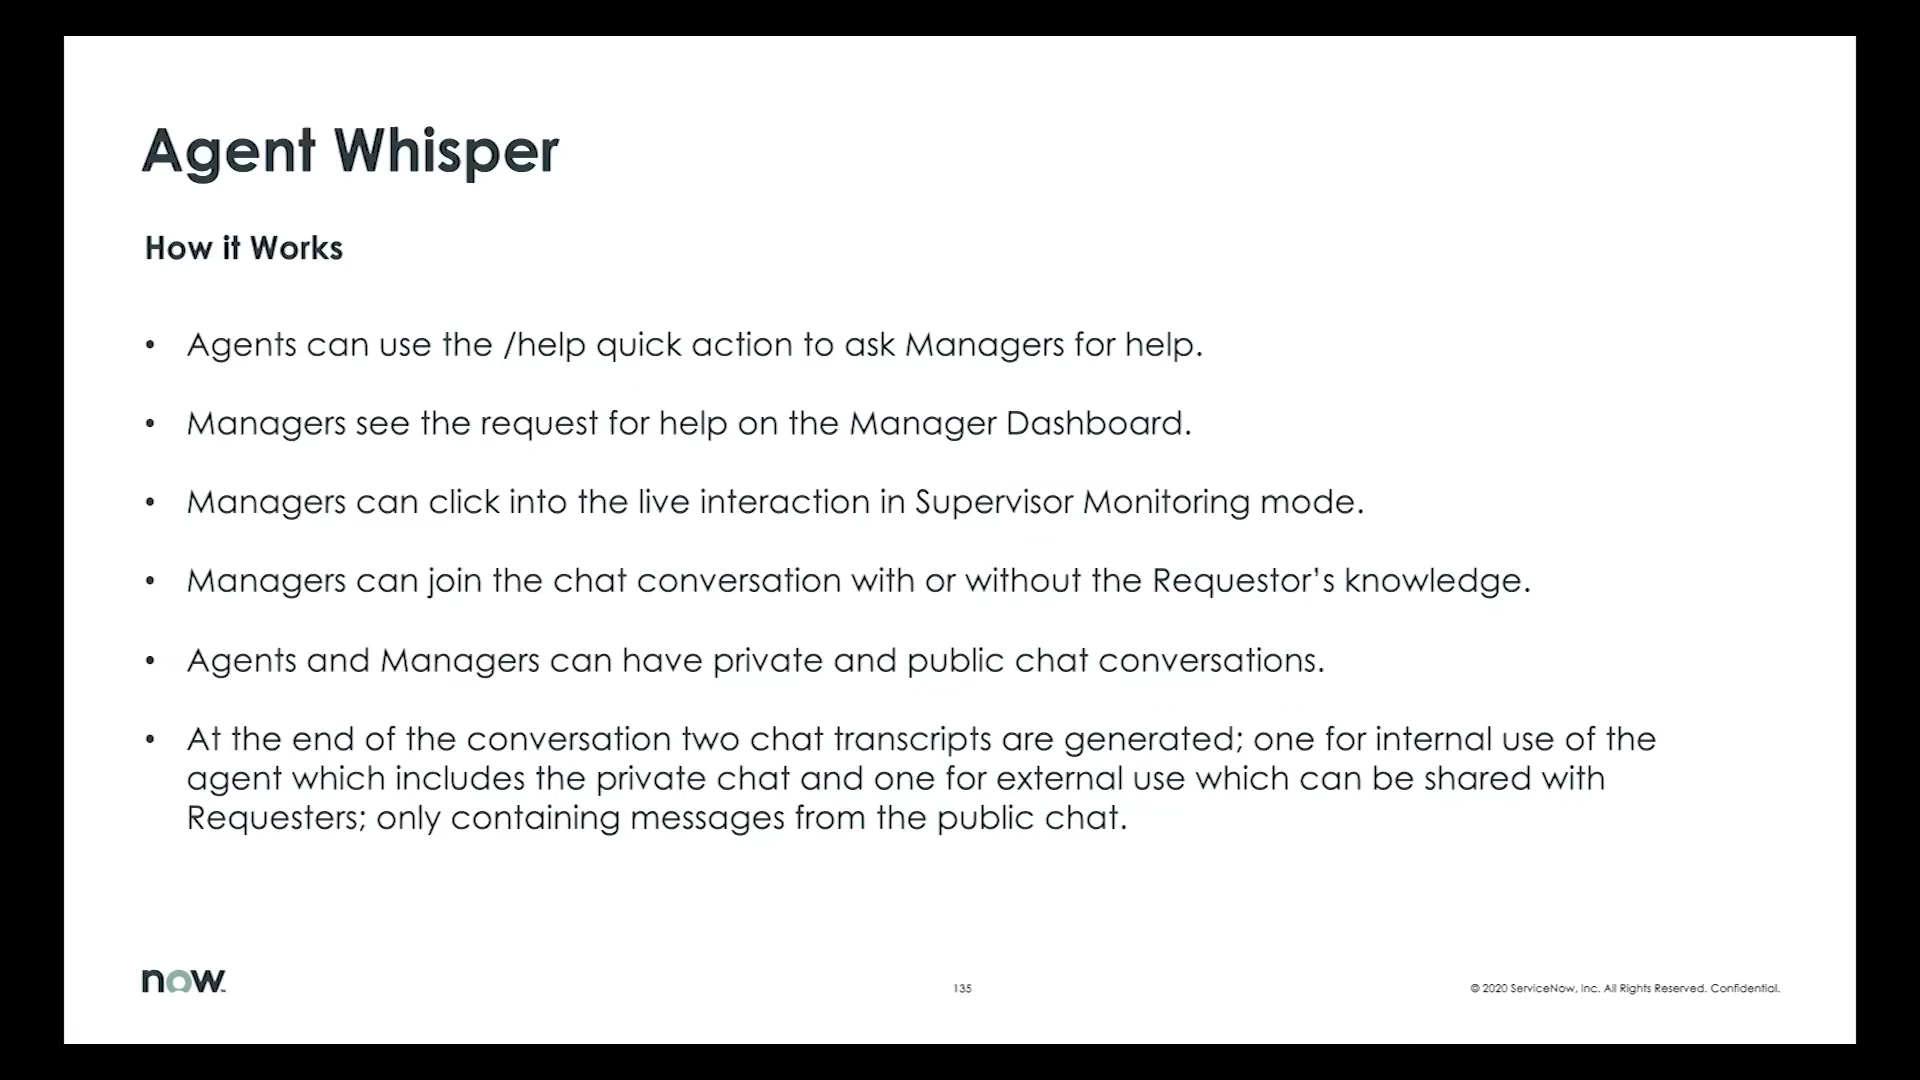 Agent Whisper
How it Works
• Agents can use the /help quick action to ask Managers for help.
• Managers see the request for help on the Manager Dashboard.
• Managers can click into the live interaction in Supervisor Monitoring mode.
• Managers can join the chat conversation with or without the Requestor’s knowledge.
• Agents and Managers can have private and public chat conversations.
• At the end of the conversation two chat transcripts are generated; one for internal use of the
agent which includes the private chat and one for external use which can be shared with
Requesters; only containing messages from the public chat.
now.
135
© 2020 ServiceNow, Inc. All Rights Reserved. Confidential.